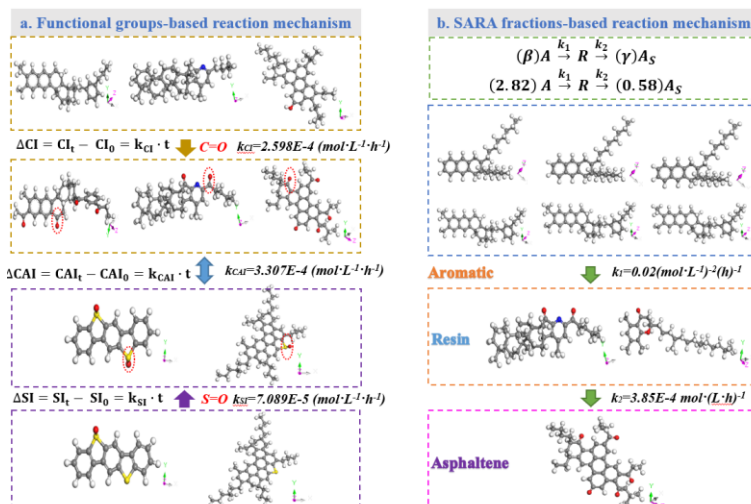 a. Functional groups-based reaction mechanism
ΔCI = CI_t − CI_0 = k_CI · t
C=O
k_CI=2.598E-4 (mol·L⁻¹·h⁻¹)
ΔCAI = CAI_t − CAI_0 = k_CAI · t
k_CAI=3.307E-4 (mol·L⁻¹·h⁻¹)
ΔSI = SI_t − SI_0 = k_SI · t
S=O
k_SI=7.089E-5 (mol·L⁻¹·h⁻¹)
b. SARA fractions-based reaction mechanism
(β)A →k₁ R →k₂ (γ)A_S
(2.82) A →k₁ R →k₂ (0.58)A_S
Aromatic
k₁=0.02(mol·L⁻¹)⁻²(h)⁻¹
Resin
k₂=3.85E-4 mol·(L·h)⁻¹
Asphaltene